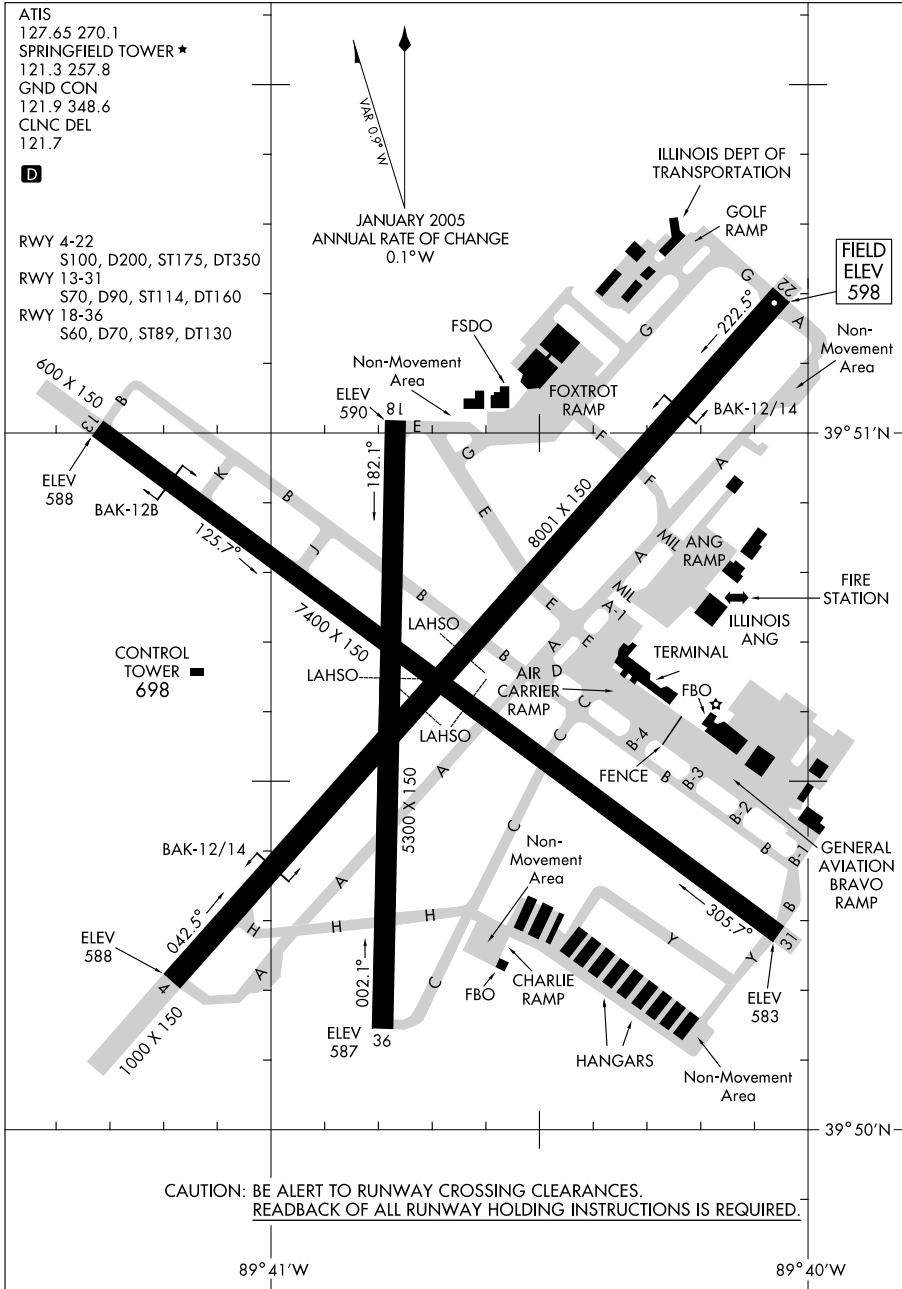 ATIS
127.65 270.1
SPRINGFIELD TOWER ★
121.3 257.8
GND CON
121.9 348.6
CLNC DEL
121.7
D
RWY 4-22
S100, D200, ST175, DT350
RWY 13-31
S70, D90, ST114, DT160
RWY 18-36
S60, D70, ST89, DT130
VAR 0.9° W
JANUARY 2005
ANNUAL RATE OF CHANGE
0.1° W
ILLINOIS DEPT OF
TRANSPORTATION
GOLF
RAMP
FIELD
ELEV
598
G
22
A
222.5°
Non-
Movement
Area
G
FSDO
Non-Movement
Area
FOXTROT
RAMP
BAK-12/14
600 X 150
B
13
ELEV
590
18
E
G
F
F
A
39°51'N
ELEV
588
BAK-12B
K
B
182.1°
E
8001 X 150
125.7°
J
A
MIL
ANG
RAMP
MIL
A-1
FIRE
STATION
ILLINOIS
ANG
7400 X 150
B
LAHSO
E
E
A
B
D
CONTROL
TOWER
698
LAHSO
AIR
CARRIER
RAMP
TERMINAL
FBO
C
C
LAHSO
B-4
FENCE
B
B-3
B-2
B
B-1
A
5300 X 150
C
GENERAL
AVIATION
BRAVO
RAMP
BAK-12/14
A
Non-
Movement
Area
B
305.7°
31
H
H
H
Y
Y
042.5°
ELEV
588
4
A
002.1°
C
FBO
CHARLIE
RAMP
ELEV
583
1000 X 150
ELEV
587
36
HANGARS
Non-Movement
Area
39°50'N
CAUTION: BE ALERT TO RUNWAY CROSSING CLEARANCES.
READBACK OF ALL RUNWAY HOLDING INSTRUCTIONS IS REQUIRED.
89°41'W
89°40'W